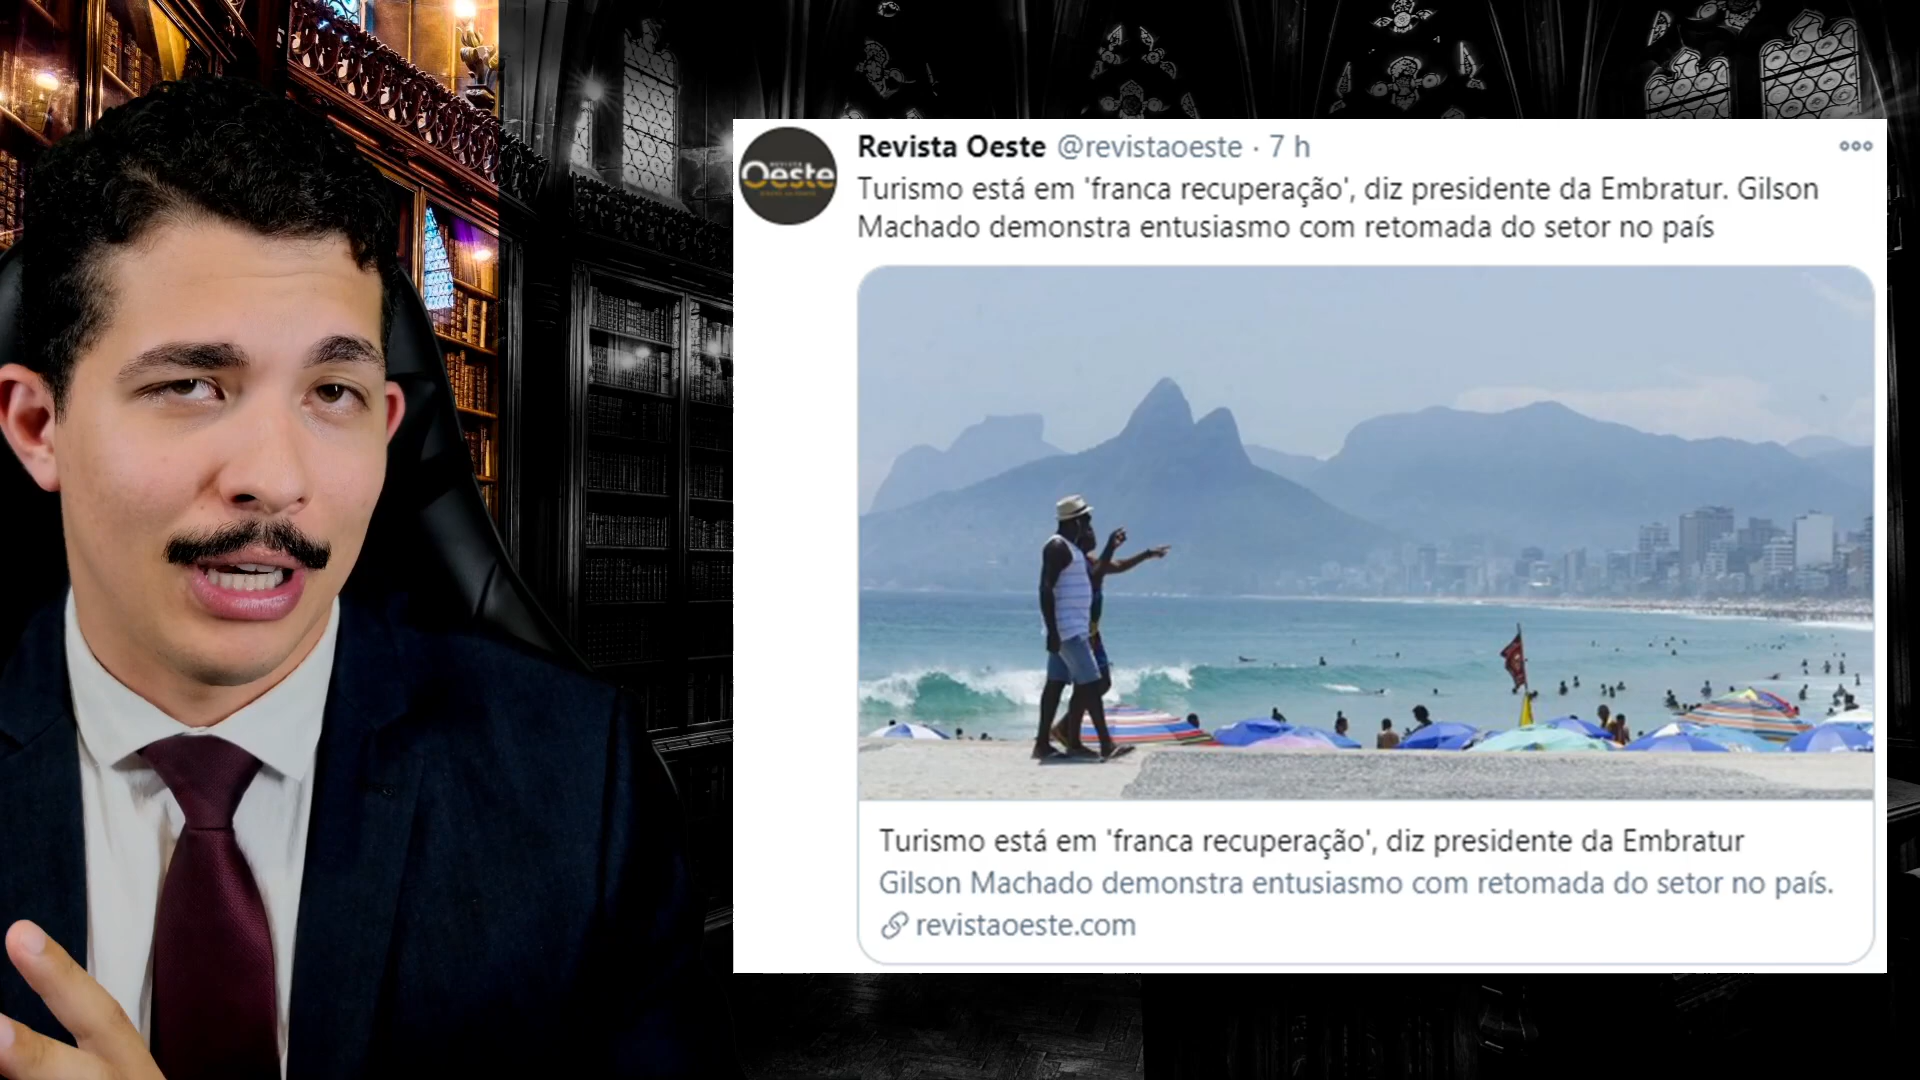 Revista Oeste @revistaoeste · 7 h
Turismo está em 'franca recuperação', diz presidente da Embratur. Gilson
Machado demonstra entusiasmo com retomada do setor no país
REVISTA
Oeste
Turismo está em 'franca recuperação', diz presidente da Embratur
Gilson Machado demonstra entusiasmo com retomada do setor no país.
revistaoeste.com